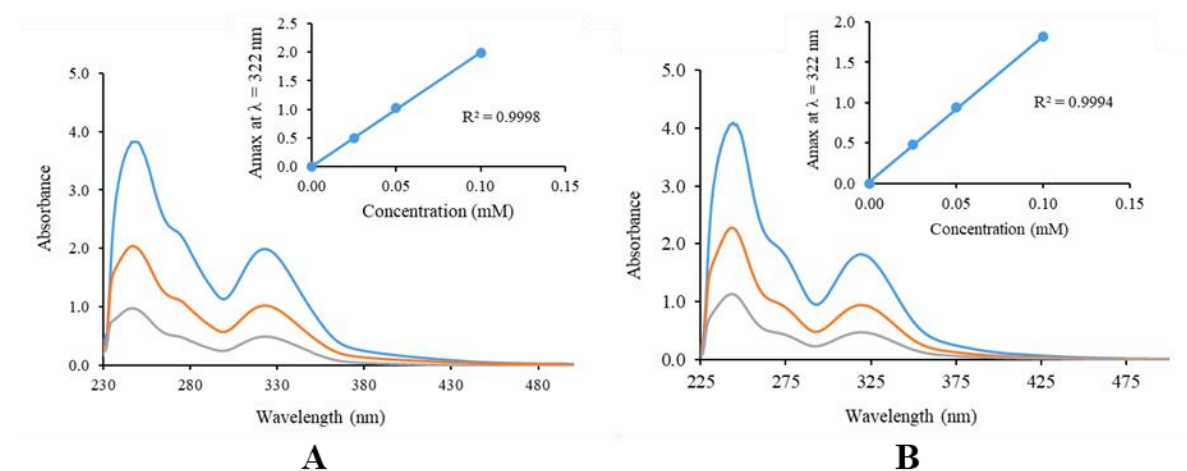 Amax at λ = 322 nm
2.5
2.0
1.5
1.0
0.5
0.0
R² = 0.9998
0.00 0.05 0.10 0.15
Concentration (mM)
Absorbance
5.0
4.0
3.0
2.0
1.0
0.0
230 280 330 380 430 480
Wavelength (nm)
A
Amax at λ = 322 nm
2.0
1.5
1.0
0.5
0.0
R² = 0.9994
0.00 0.05 0.10 0.15
Concentration (mM)
Absorbance
5.0
4.0
3.0
2.0
1.0
0.0
225 275 325 375 425 475
Wavelength (nm)
B